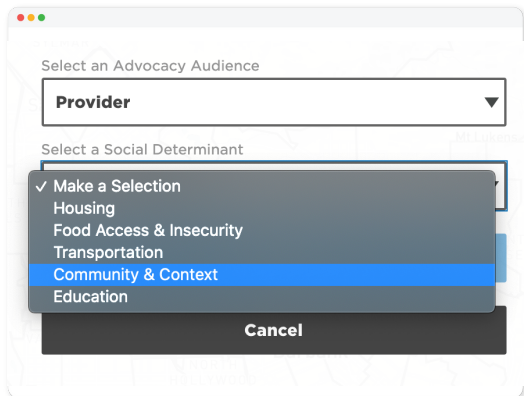 Select an Advocacy Audience
Provider
Select a Social Determinant
Make a Selection
Housing
Food Access & Insecurity
Transportation
Community & Context
Education
Cancel